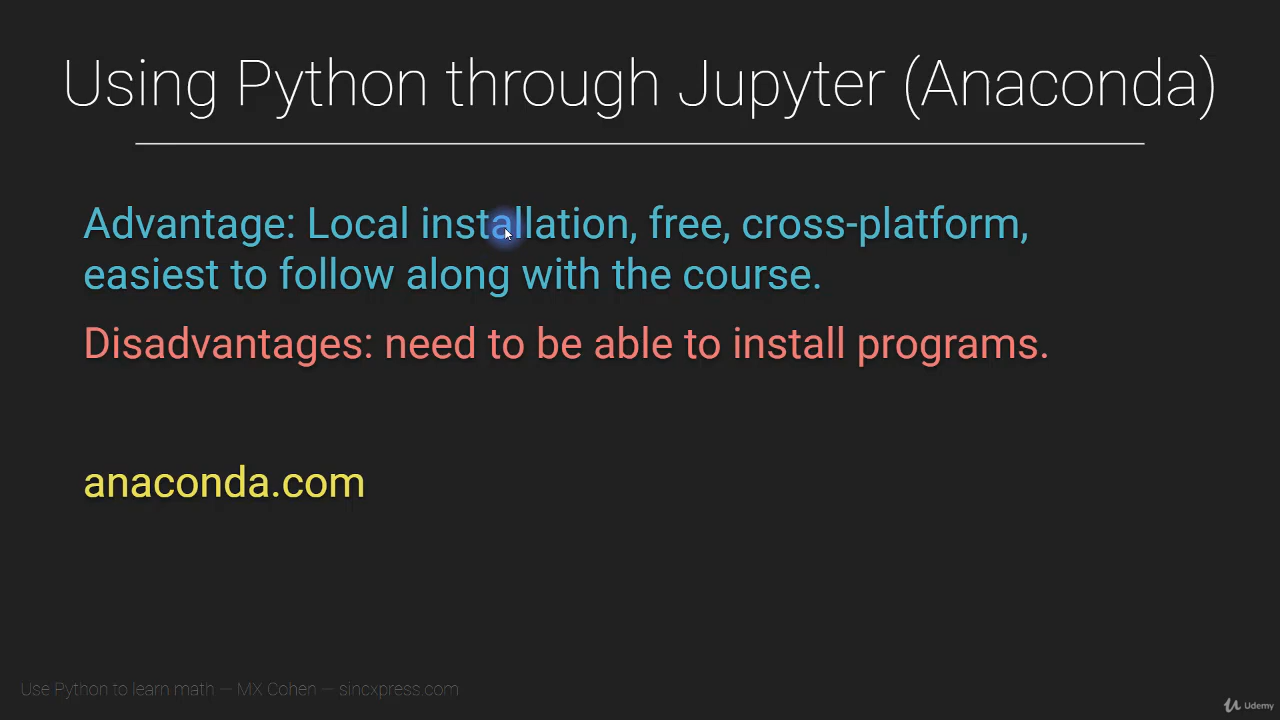 Using Python through Jupyter (Anaconda)
Advantage: Local installation, free, cross-platform,
easiest to follow along with the course.
Disadvantages: need to be able to install programs.
anaconda.com
Use Python to learn math — MX Cohen — sincxpress.com
Udemy